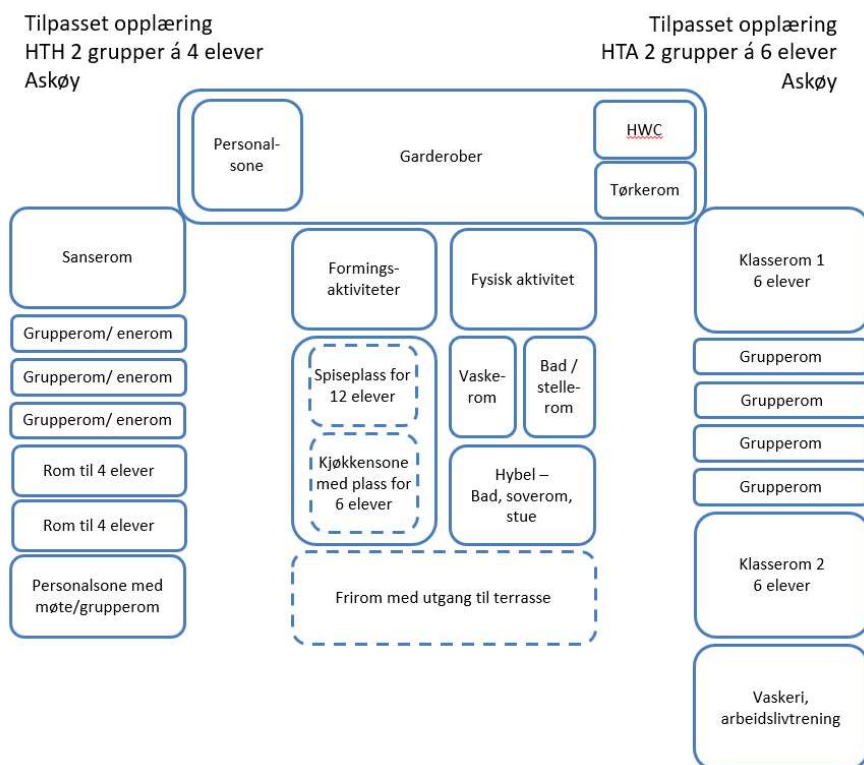 Tilpasset opplæring
HTH 2 grupper á 4 elever
Askøy
Tilpasset opplæring
HTA 2 grupper á 6 elever
Askøy
Personal-
sone
Garderober
HWC
Tørkerom
Sanserom
Grupperom/ enerom
Grupperom/ enerom
Grupperom/ enerom
Rom til 4 elever
Rom til 4 elever
Personalsone med
møte/grupperom
Formings-
aktiviteter
Fysisk aktivitet
Spiseplass for
12 elever
Vaske-
rom
Bad /
stelle-
rom
Kjøkkensone
med plass for
6 elever
Hybel –
Bad, soverom,
stue
Frirom med utgang til terrasse
Klasserom 1
6 elever
Grupperom
Grupperom
Grupperom
Grupperom
Klasserom 2
6 elever
Vaskeri,
arbeidslivtrening